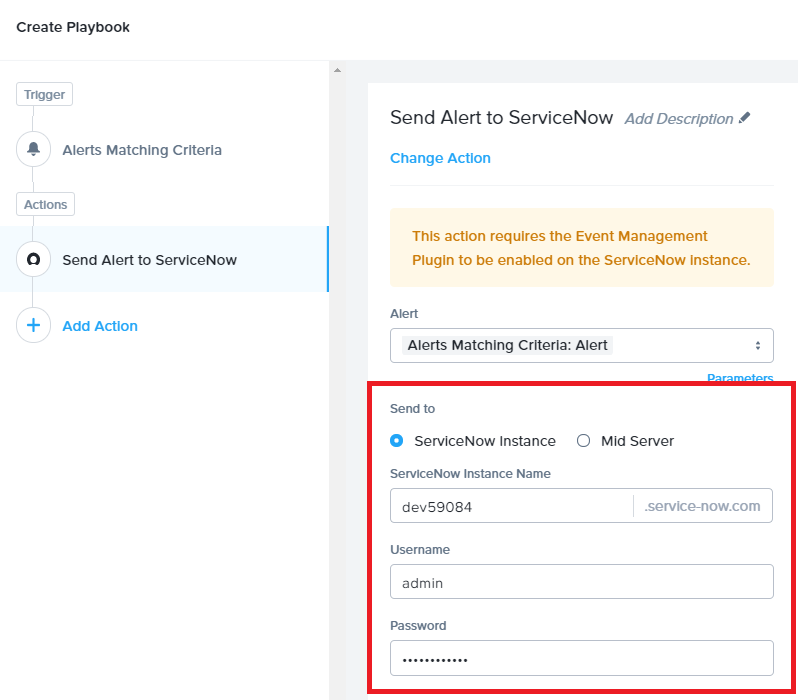 Create Playbook
Trigger
Alerts Matching Criteria
Actions
Send Alert to ServiceNow
Add Action
Send Alert to ServiceNow Add Description
Change Action
This action requires the Event Management
Plugin to be enabled on the ServiceNow instance.
Alert
Alerts Matching Criteria: Alert
Parameters
Send to
ServiceNow Instance Mid Server
ServiceNow Instance Name
dev59084 .service-now.com
Username
admin
Password
••••••••••••